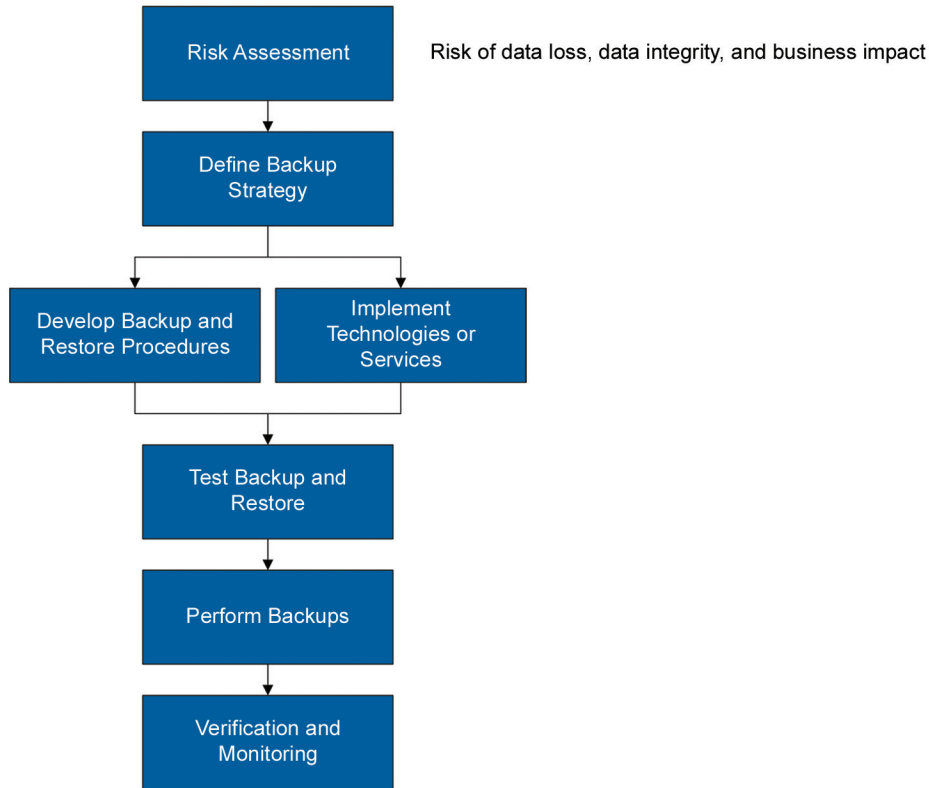 Risk Assessment
Risk of data loss, data integrity, and business impact
Define Backup
Strategy
Develop Backup and
Restore Procedures
Implement
Technologies or
Services
Test Backup and
Restore
Perform Backups
Verification and
Monitoring